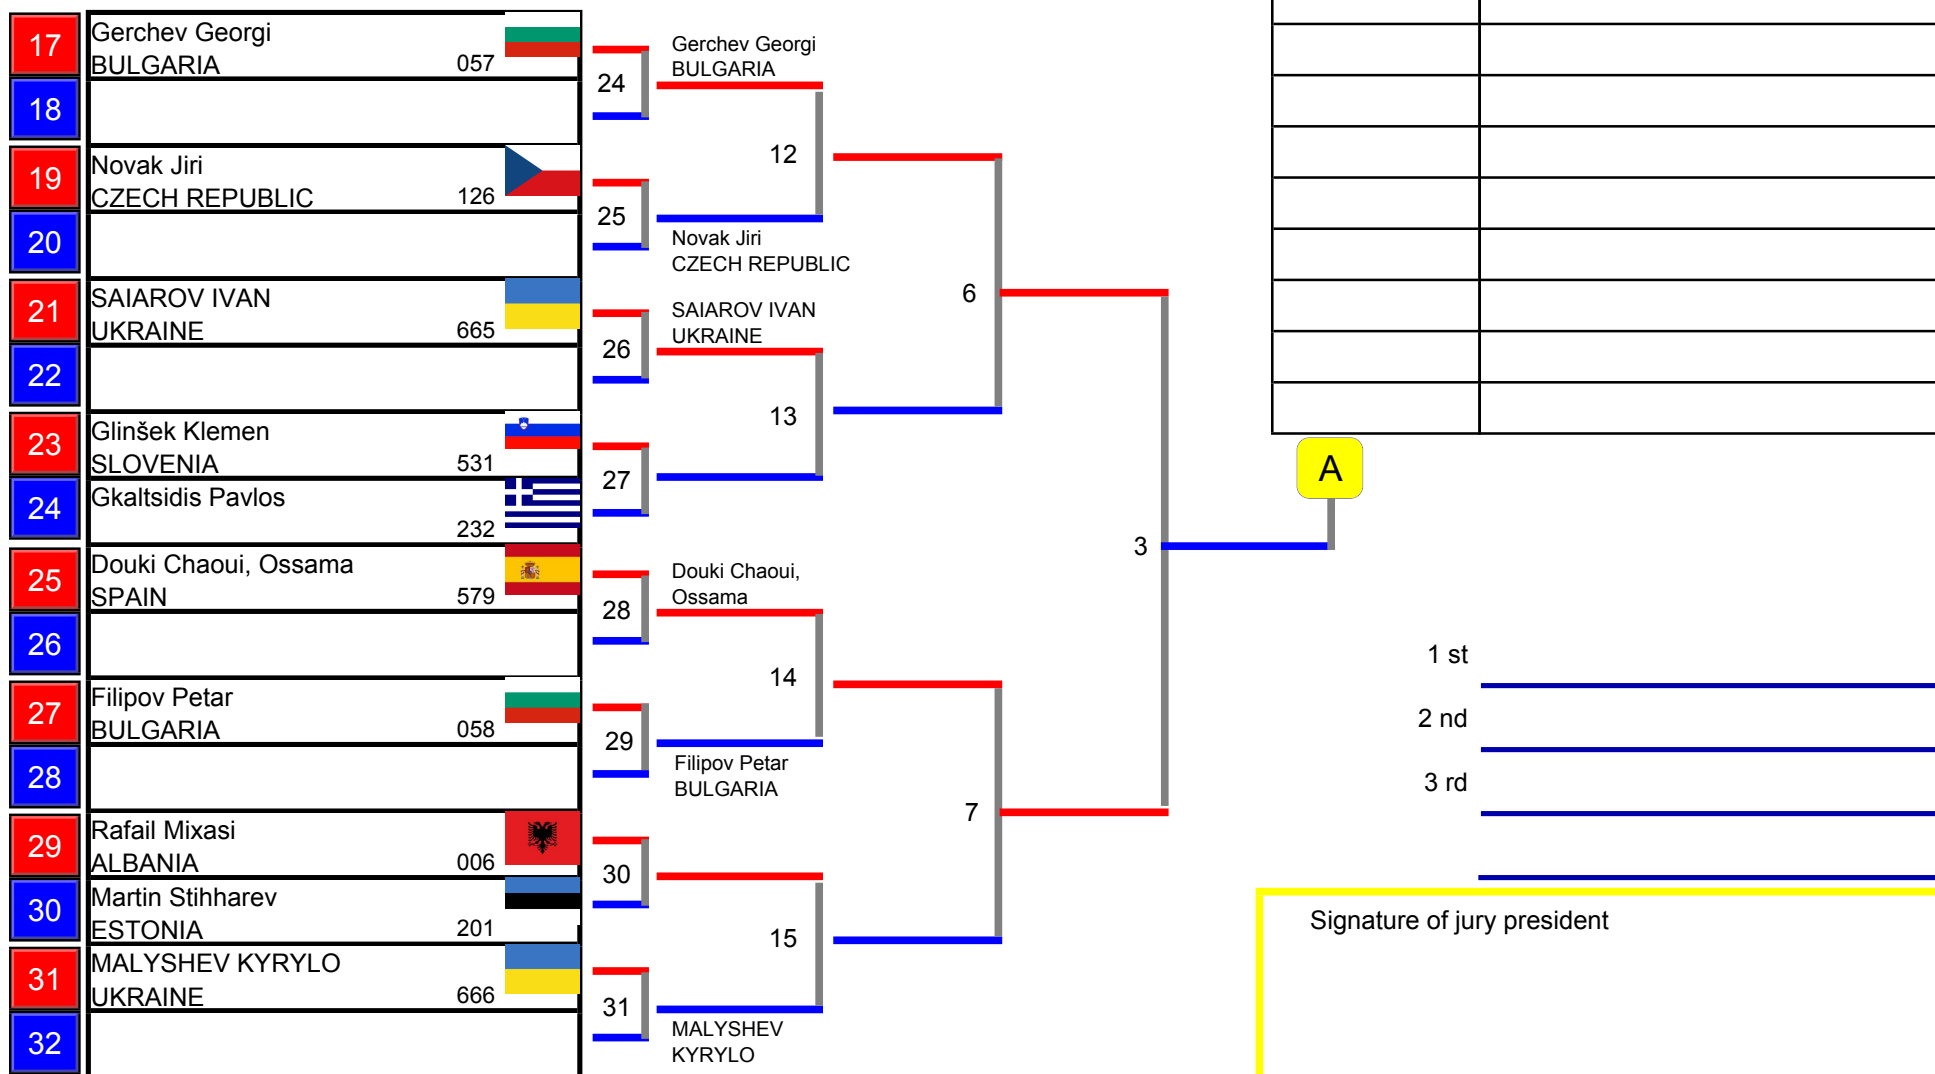 17
Gerchev Georgi
BULGARIA 057
18
19
Novak Jiri
CZECH REPUBLIC 126
20
21
SAIAROV IVAN
UKRAINE 665
22
23
Glinšek Klemen
SLOVENIA 531
24
Gkaltsidis Pavlos
232
25
Douki Chaoui, Ossama
SPAIN 579
26
27
Filipov Petar
BULGARIA 058
28
29
Rafail Mixasi
ALBANIA 006
30
Martin Stihharev
ESTONIA 201
31
MALYSHEV KYRYLO
UKRAINE 666
32
24
25
26
27
28
29
30
31
Gerchev Georgi
BULGARIA
12
Novak Jiri
CZECH REPUBLIC
SAIAROV IVAN
UKRAINE
13
Douki Chaoui,
Ossama
14
Filipov Petar
BULGARIA
15
MALYSHEV
KYRYLO
6
7
3
A
1 st
2 nd
3 rd
Signature of jury president